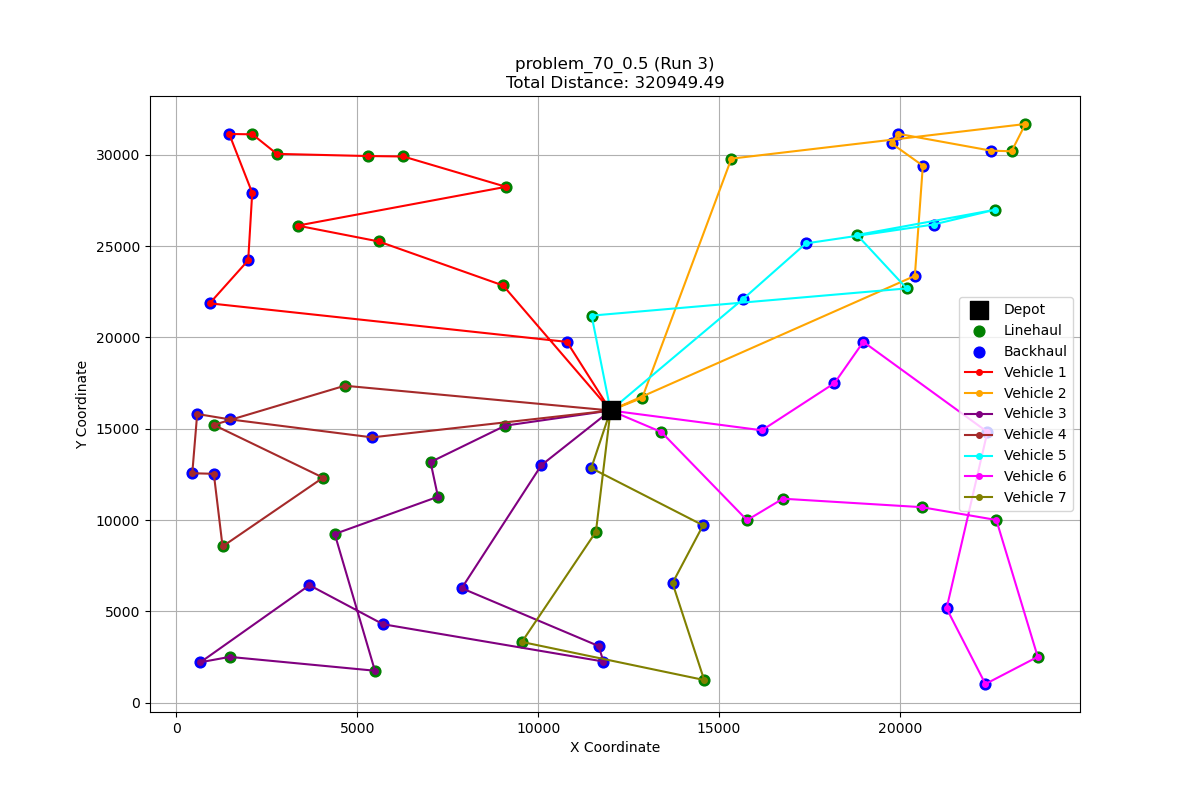 problem_70_0.5 (Run 3)
Total Distance: 320949.49
Y Coordinate
30000
25000
20000
15000
10000
5000
0
Depot
Linehaul
Backhaul
Vehicle 1
Vehicle 2
Vehicle 3
Vehicle 4
Vehicle 5
Vehicle 6
Vehicle 7
0 5000 10000 15000 20000
X Coordinate